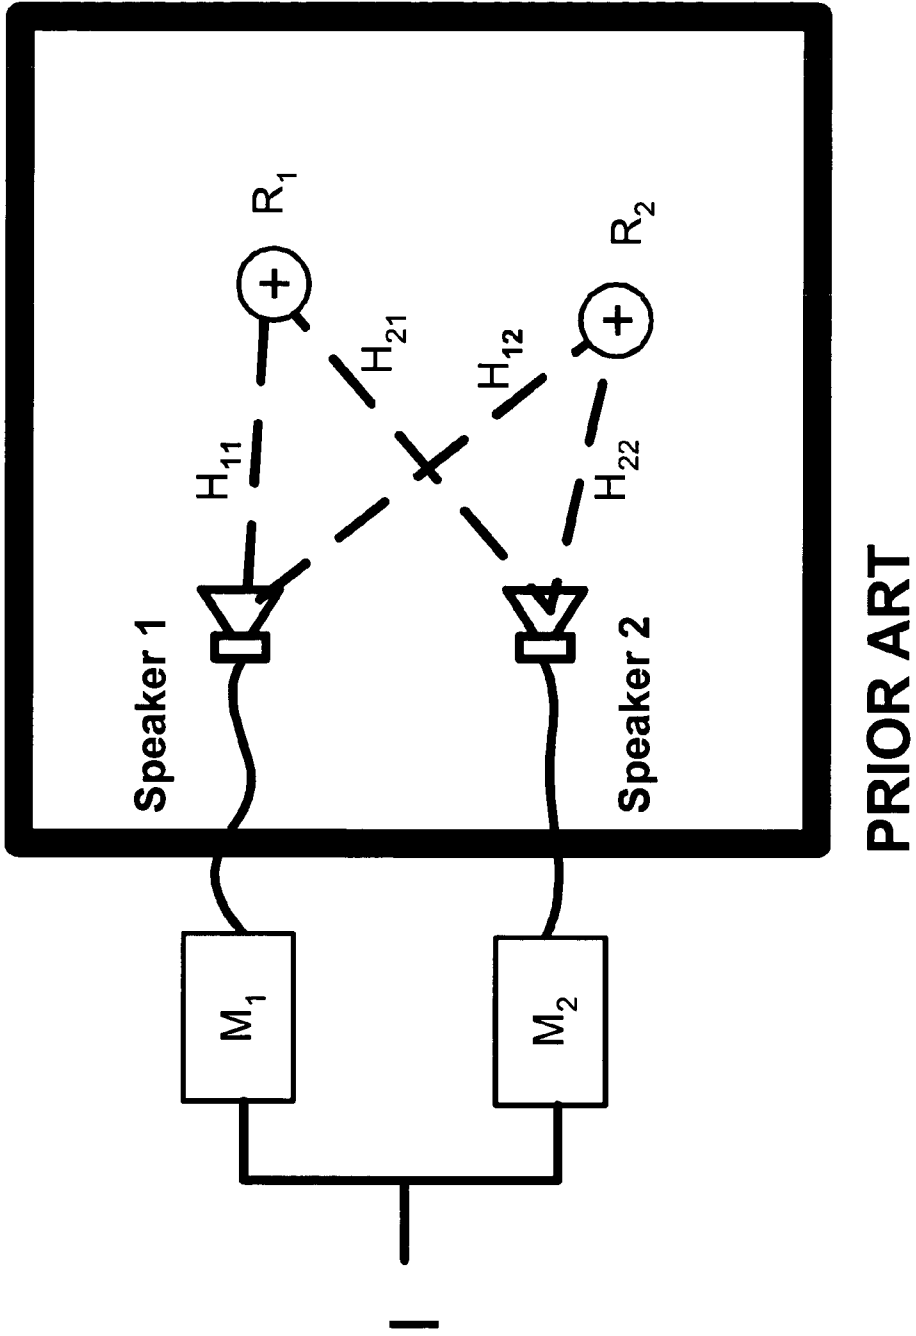 I
M₁
M₂
Speaker 1
Speaker 2
H₁₁
H₂₁
H₁₂
H₂₂
R₁
R₂
PRIOR ART